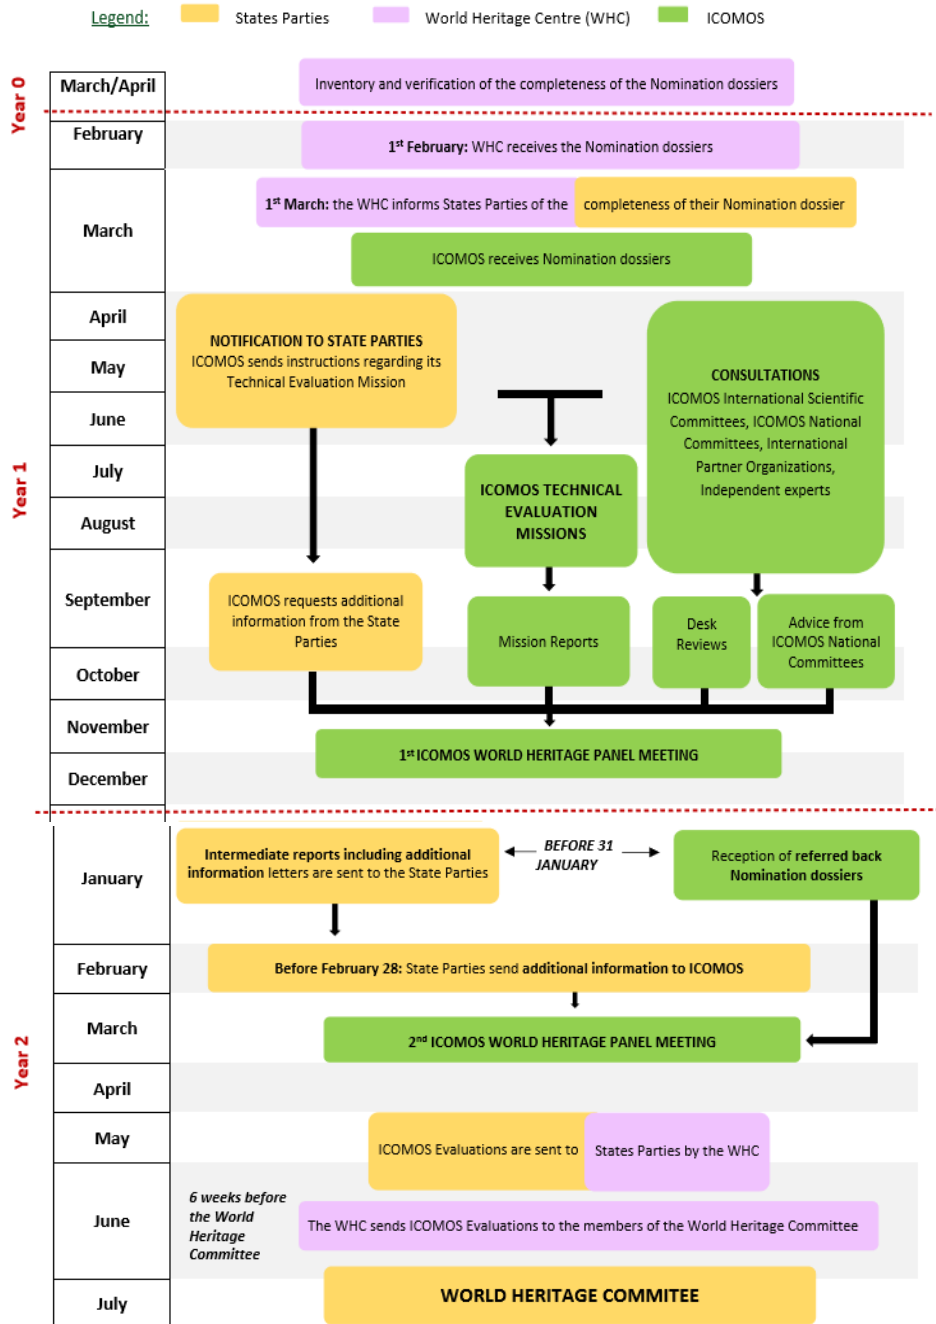 Legend:
States Parties
World Heritage Centre (WHC)
ICOMOS
Year 0
March/April
Inventory and verification of the completeness of the Nomination dossiers
Year 1
February
1st February: WHC receives the Nomination dossiers
March
1st March: the WHC informs States Parties of the
completeness of their Nomination dossier
ICOMOS receives Nomination dossiers
April
May
June
July
August
September
October
November
December
NOTIFICATION TO STATE PARTIES
ICOMOS sends instructions regarding its
Technical Evaluation Mission
CONSULTATIONS
ICOMOS International Scientific
Committees, ICOMOS National
Committees, International
Partner Organizations,
Independent experts
ICOMOS TECHNICAL
EVALUATION
MISSIONS
ICOMOS requests additional
information from the State
Parties
Mission Reports
Desk
Reviews
Advice from
ICOMOS National
Committees
1st ICOMOS WORLD HERITAGE PANEL MEETING
Year 2
January
Intermediate reports including additional
information letters are sent to the State Parties
BEFORE 31
JANUARY
Reception of referred back
Nomination dossiers
February
Before February 28: State Parties send additional information to ICOMOS
March
2nd ICOMOS WORLD HERITAGE PANEL MEETING
April
May
ICOMOS Evaluations are sent to
States Parties by the WHC
June
6 weeks before
the World
Heritage
Committee
The WHC sends ICOMOS Evaluations to the members of the World Heritage Committee
July
WORLD HERITAGE COMMITEE